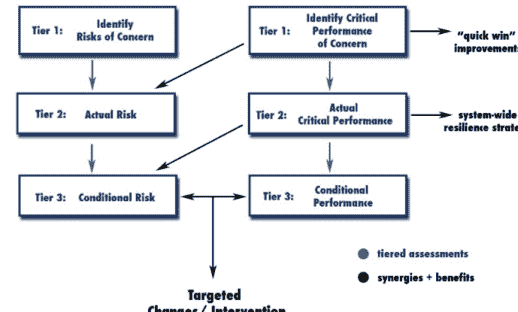 Tier 1: Identify
Risks of Concern
Tier 1: Identify Critical
Performance
of Concern
"quick win"
improvements
Tier 2: Actual Risk
Tier 2: Actual
Critical Performance
system-wide
resilience
Tier 3: Conditional Risk
Tier 3: Conditional
Performance
tiered assessments
synergies + benefits
Targeted
Changes / Intervention